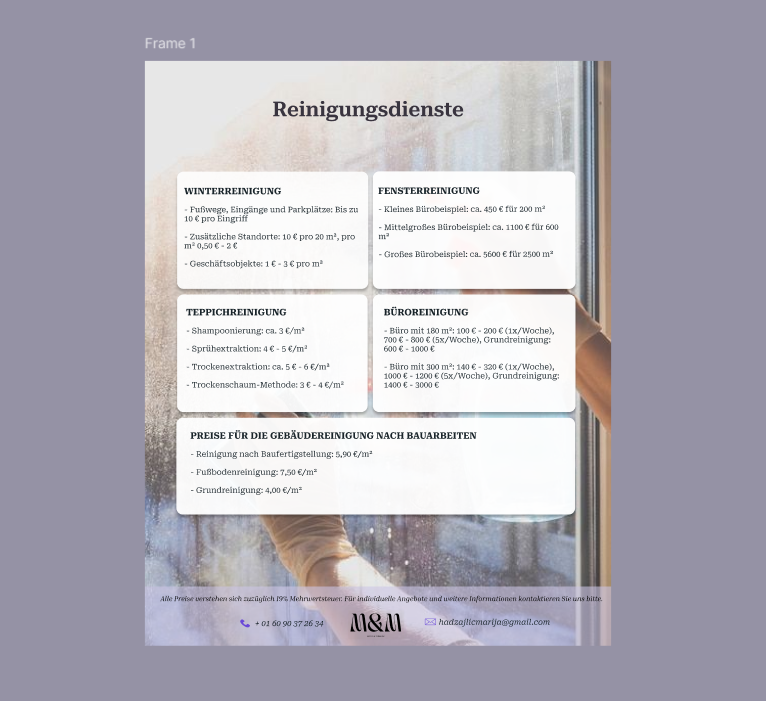 Frame 1
Reinigungsdienste
WINTERREINIGUNG
- Fußwege, Eingänge und Parkplätze: Bis zu
10 € pro Eingriff
- Zusätzliche Standorte: 10 € pro 20 m², pro
m² 0,50 € - 2 €
- Geschäftsobjekte: 1 € - 3 € pro m²
FENSTERREINIGUNG
- Kleines Bürobeispiel: ca. 450 € für 200 m²
- Mittelgroßes Bürobeispiel: ca. 1100 € für 600
m²
- Großes Bürobeispiel: ca. 5600 € für 2500 m²
TEPPICHREINIGUNG
- Shampoonierung: ca. 3 €/m²
- Sprühextraktion: 4 € - 5 €/m²
- Trockenextraktion: ca. 5 € - 6 €/m²
- Trockenschaum-Methode: 3 € - 4 €/m²
BÜROREINIGUNG
- Büro mit 180 m²: 100 € - 200 € (1x/Woche),
700 € - 800 € (5x/Woche), Grundreinigung:
600 € - 1000 €
- Büro mit 300 m²: 140 € - 320 € (1x/Woche),
1000 € - 1200 € (5x/Woche), Grundreinigung:
1400 € - 3000 €
PREISE FÜR DIE GEBÄUDEREINIGUNG NACH BAUARBEITEN
- Reinigung nach Baufertigstellung: 5,90 €/m²
- Fußbodenreinigung: 7,50 €/m²
- Grundreinigung: 4,00 €/m²
Alle Preise verstehen sich zuzüglich 19% Mehrwertsteuer. Für individuelle Angebote und weitere Informationen kontaktieren Sie uns bitte.
+ 01 60 90 37 26 34
M&M
hadzajlicmarija@gmail.com